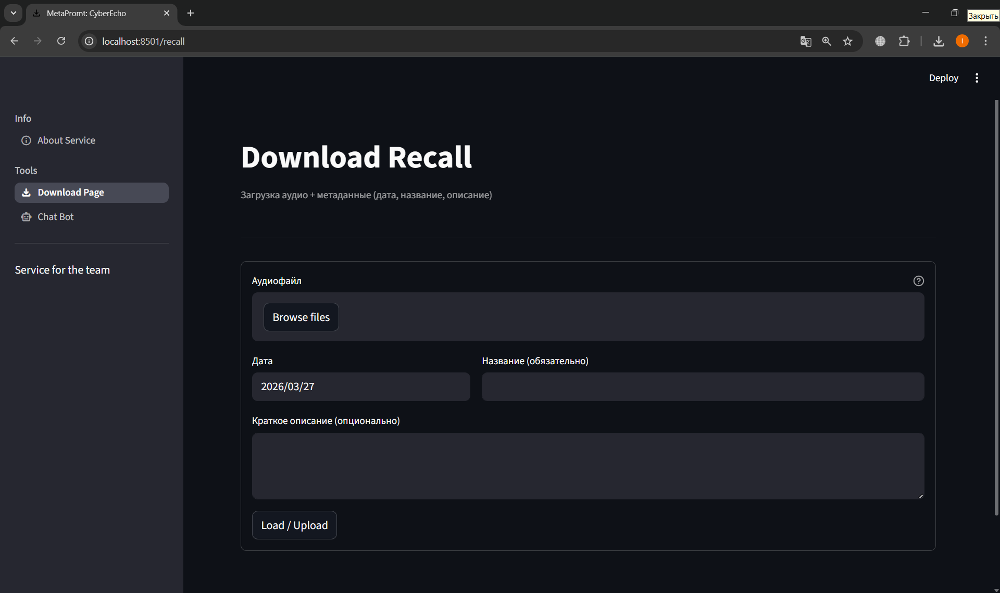 MetaPromt: CyberEcho
Закрыть
localhost:8501/recall
I
Deploy
Info
About Service
Tools
Download Page
Chat Bot
Service for the team
Download Recall
Загрузка аудио + метаданные (дата, название, описание)
Аудиофайл
Browse files
Дата
Название (обязательно)
2026/03/27
Краткое описание (опционально)
Load / Upload